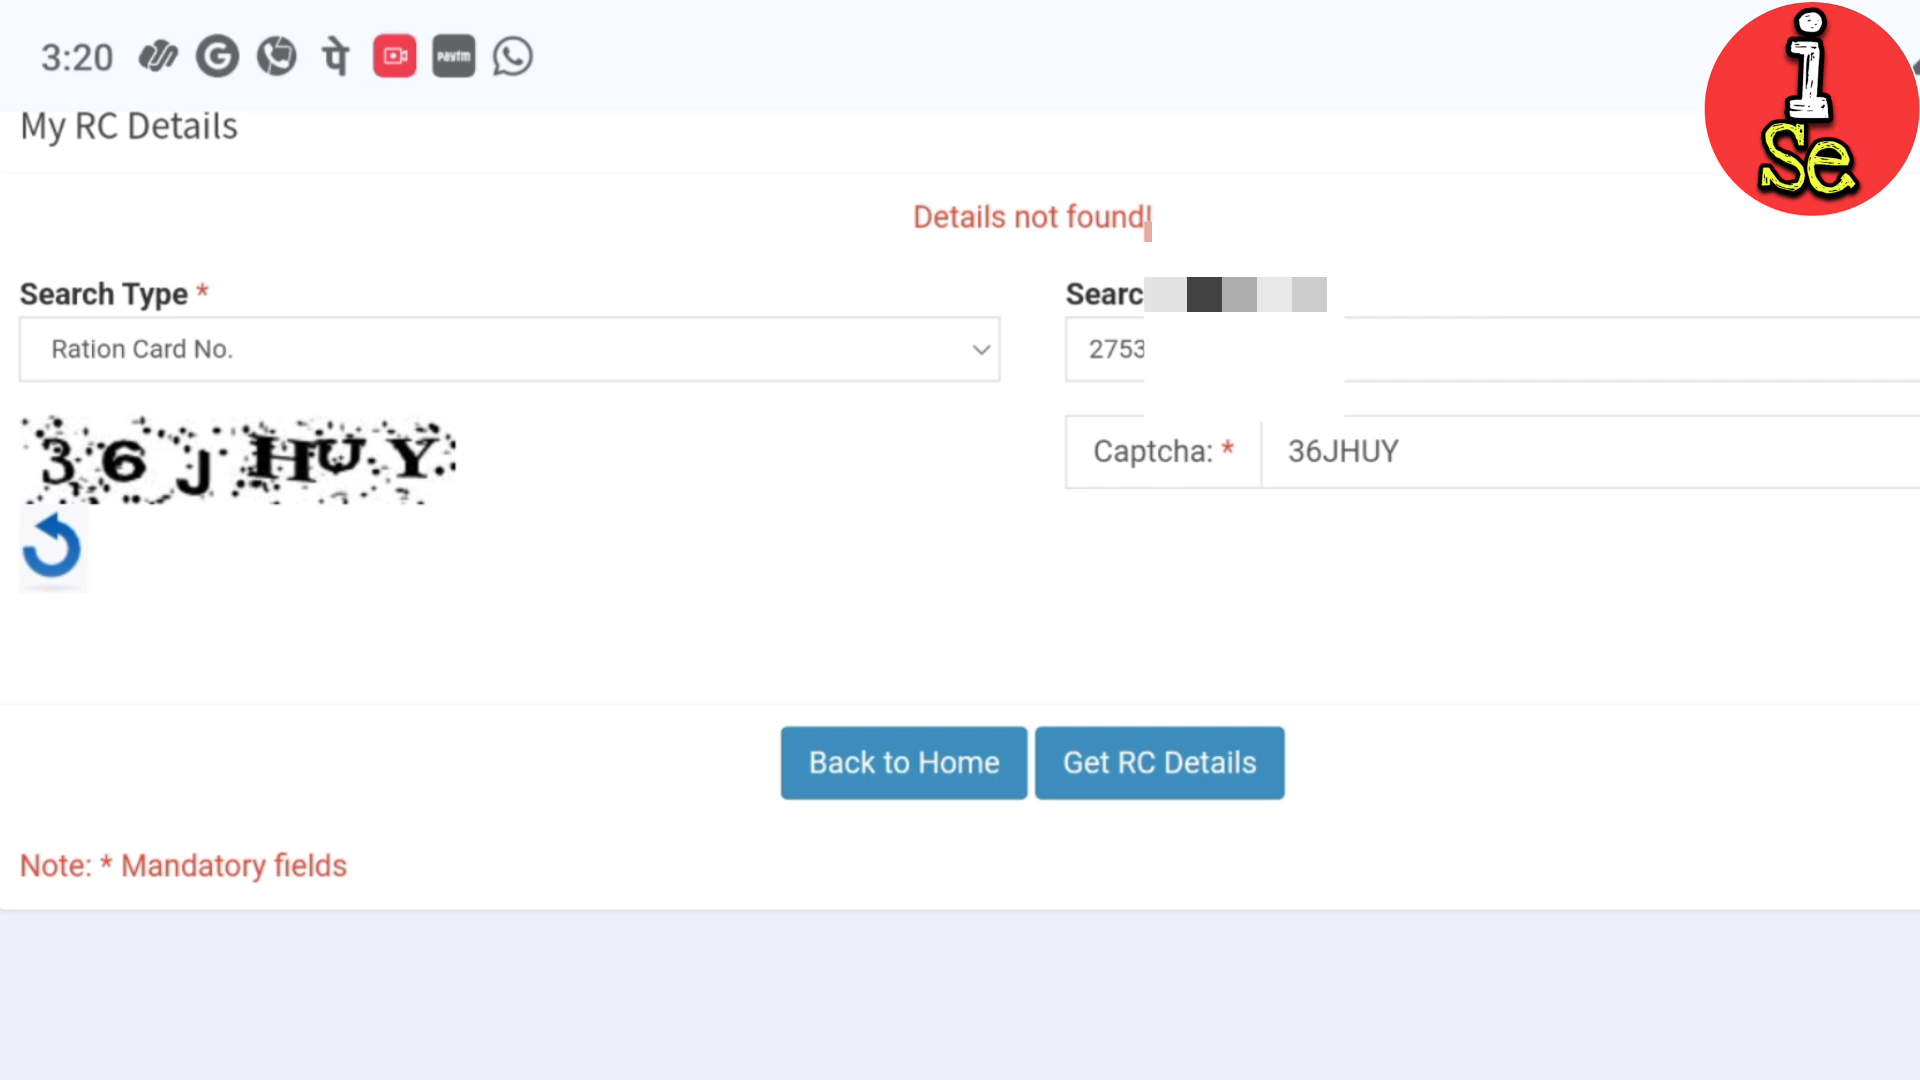 3:20 पे Paytm
i
Se
My RC Details
Details not found!
Search Type *
Searc
Ration Card No.
2753
36JHUY
Captcha: * 36JHUY
Back to Home Get RC Details
Note: * Mandatory fields